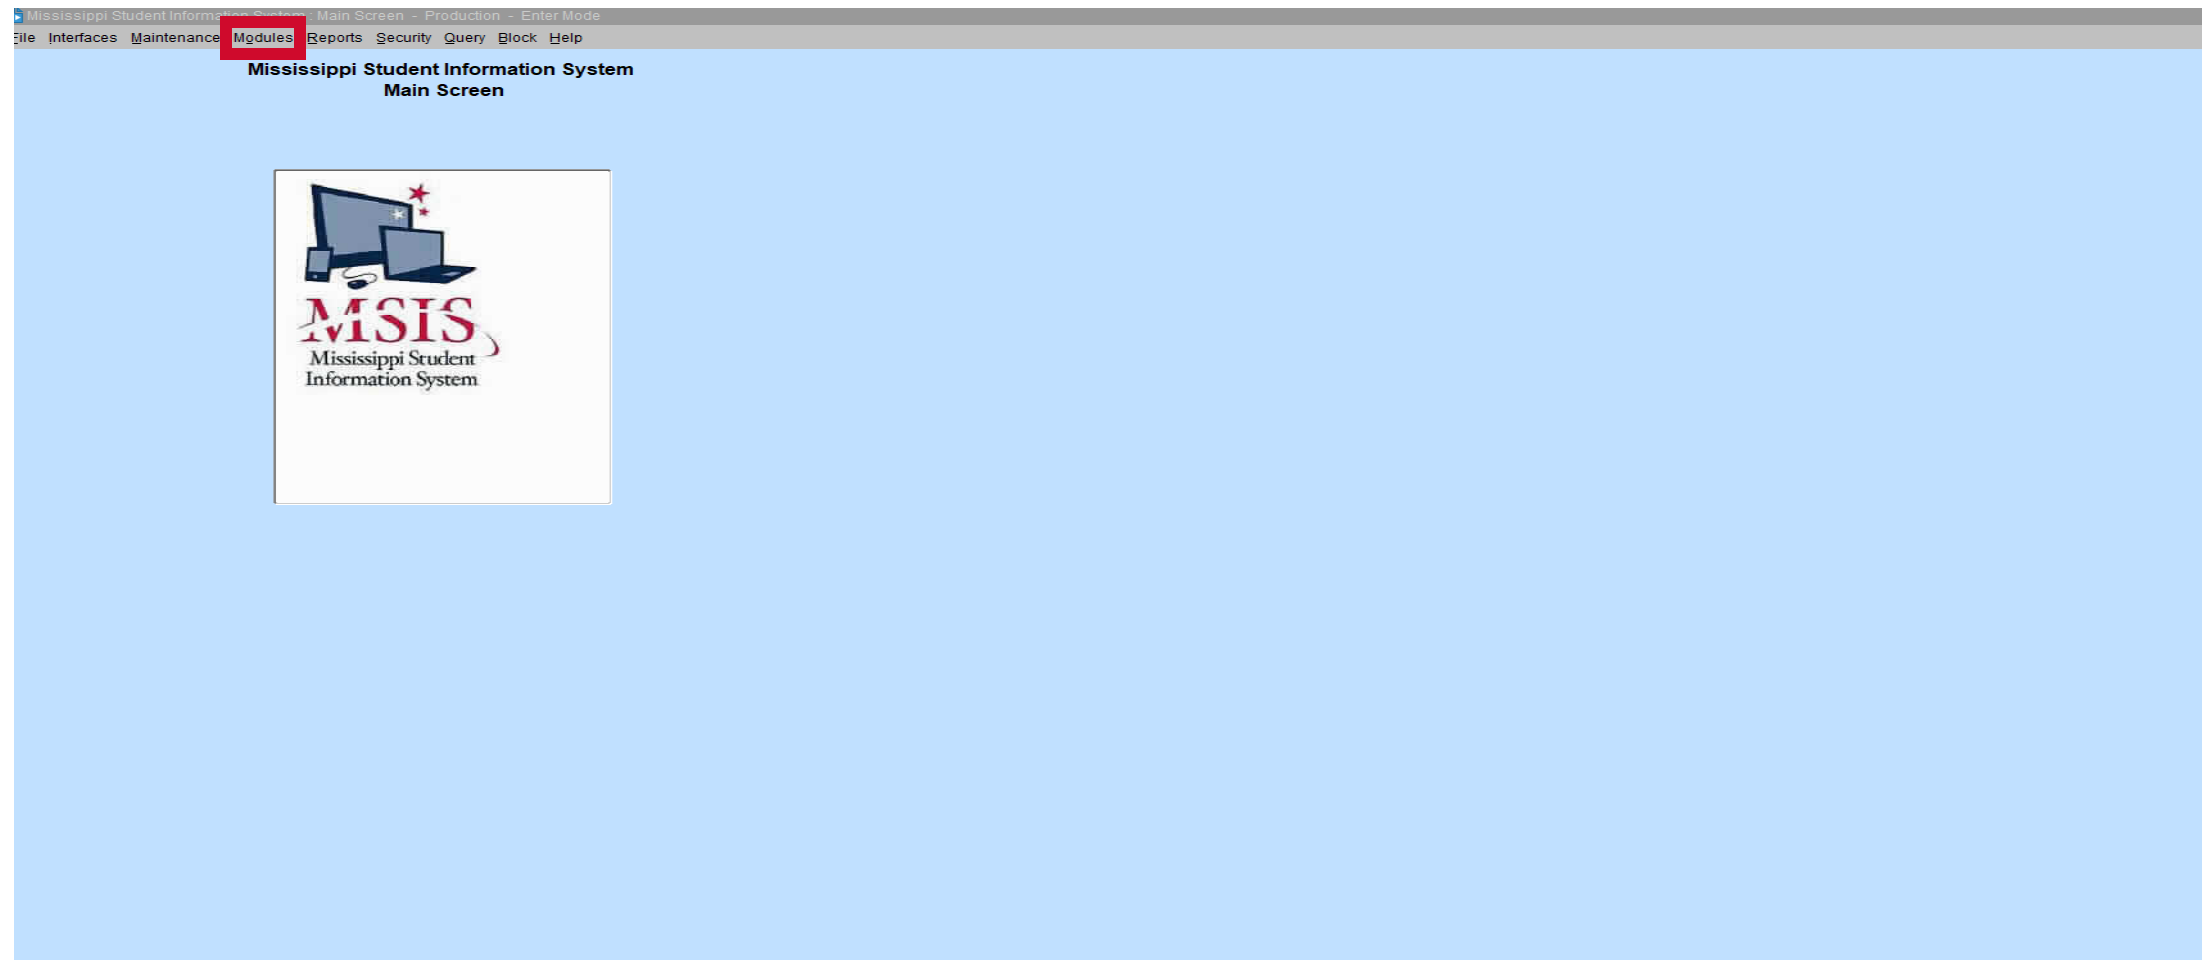 Mississippi Student Information System : Main Screen - Production - Enter Mode
File Interfaces Maintenance Modules Reports Security Query Block Help
Mississippi Student Information System
Main Screen
MSIS
Mississippi Student
Information System